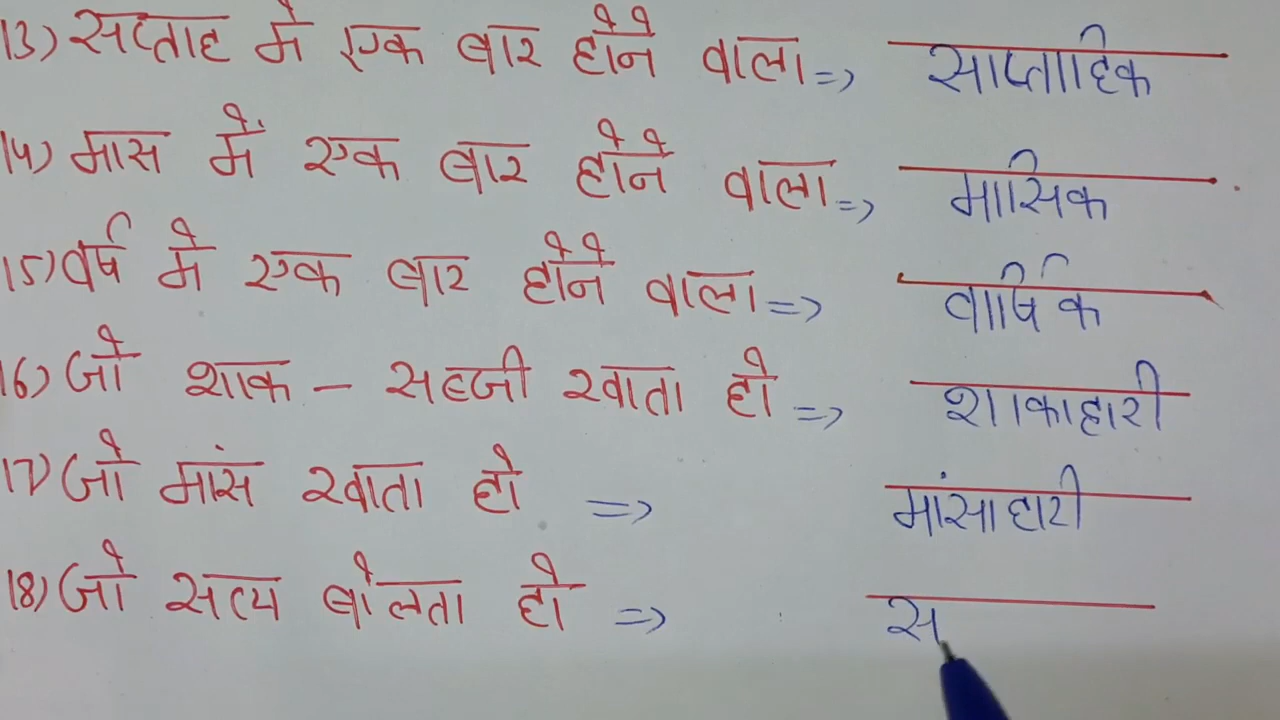 13) सप्ताह में एक बार होने वाला => साप्ताहिक
14) मास में एक बार होने वाला => मासिक
15) वर्ष मे एक बार होने वाला => वार्षिक
16) जो शाक - सब्जी खाता हो => शाकाहारी
17) जो मांस खाता हो => मांसाहारी
18) जो सत्य बोलता हो => स